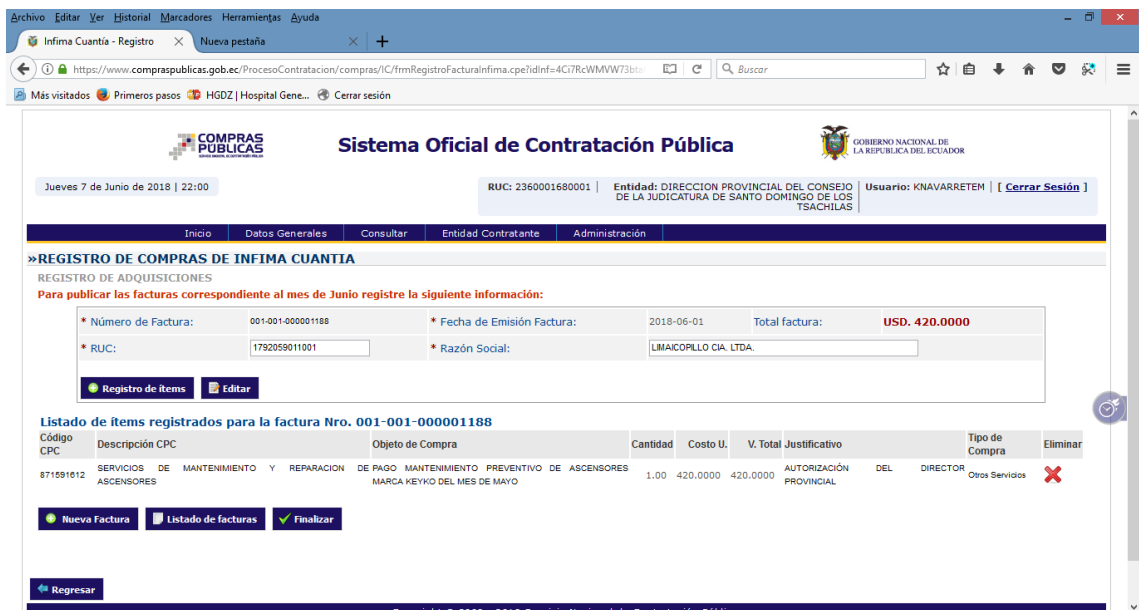 Archivo Editar Ver Historial Marcadores Herramientas Ayuda
Infima Cuantía - Registro
Nueva pestaña
https://www.compraspublicas.gob.ec/ProcesoContratacion/compras/IC/frmRegistroFacturaInfima.cpe?idInf=4Ci7RcWMVW73bta
Buscar
Más visitados Primeros pasos HGDZ | Hospital Gene... Cerrar sesión
COMPRAS
PÚBLICAS
Sistema Oficial de Contratación Pública
GOBIERNO NACIONAL DE
LA REPUBLICA DEL ECUADOR
Jueves 7 de Junio de 2018 | 22:00
RUC: 2360001680001 | Entidad: DIRECCION PROVINCIAL DEL CONSEJO DE LA JUDICATURA DE SANTO DOMINGO DE LOS TSACHILAS | Usuario: KNAVARRETEM | [ Cerrar Sesión ]
Inicio Datos Generales Consultar Entidad Contratante Administración
»REGISTRO DE COMPRAS DE INFIMA CUANTIA
REGISTRO DE ADQUISICIONES
Para publicar las facturas correspondiente al mes de Junio registre la siguiente información:
* Número de Factura: 001-001-000001188 * Fecha de Emisión Factura: 2018-06-01 Total factura: USD. 420.0000
* RUC: 1792059011001 * Razón Social: LIMAICOPILLO CIA. LTDA.
Registro de ítems Editar
Listado de ítems registrados para la factura Nro. 001-001-000001188
Código CPC Descripción CPC Objeto de Compra Cantidad Costo U. V. Total Justificativo Tipo de Compra Eliminar
871591612 SERVICIOS DE MANTENIMIENTO Y REPARACION DE ASCENSORES PAGO MANTENIMIENTO PREVENTIVO DE ASCENSORES MARCA KEYKO DEL MES DE MAYO 1.00 420.0000 420.0000 AUTORIZACIÓN DEL DIRECTOR PROVINCIAL Otros Servicios
Nueva Factura Listado de facturas Finalizar
Regresar